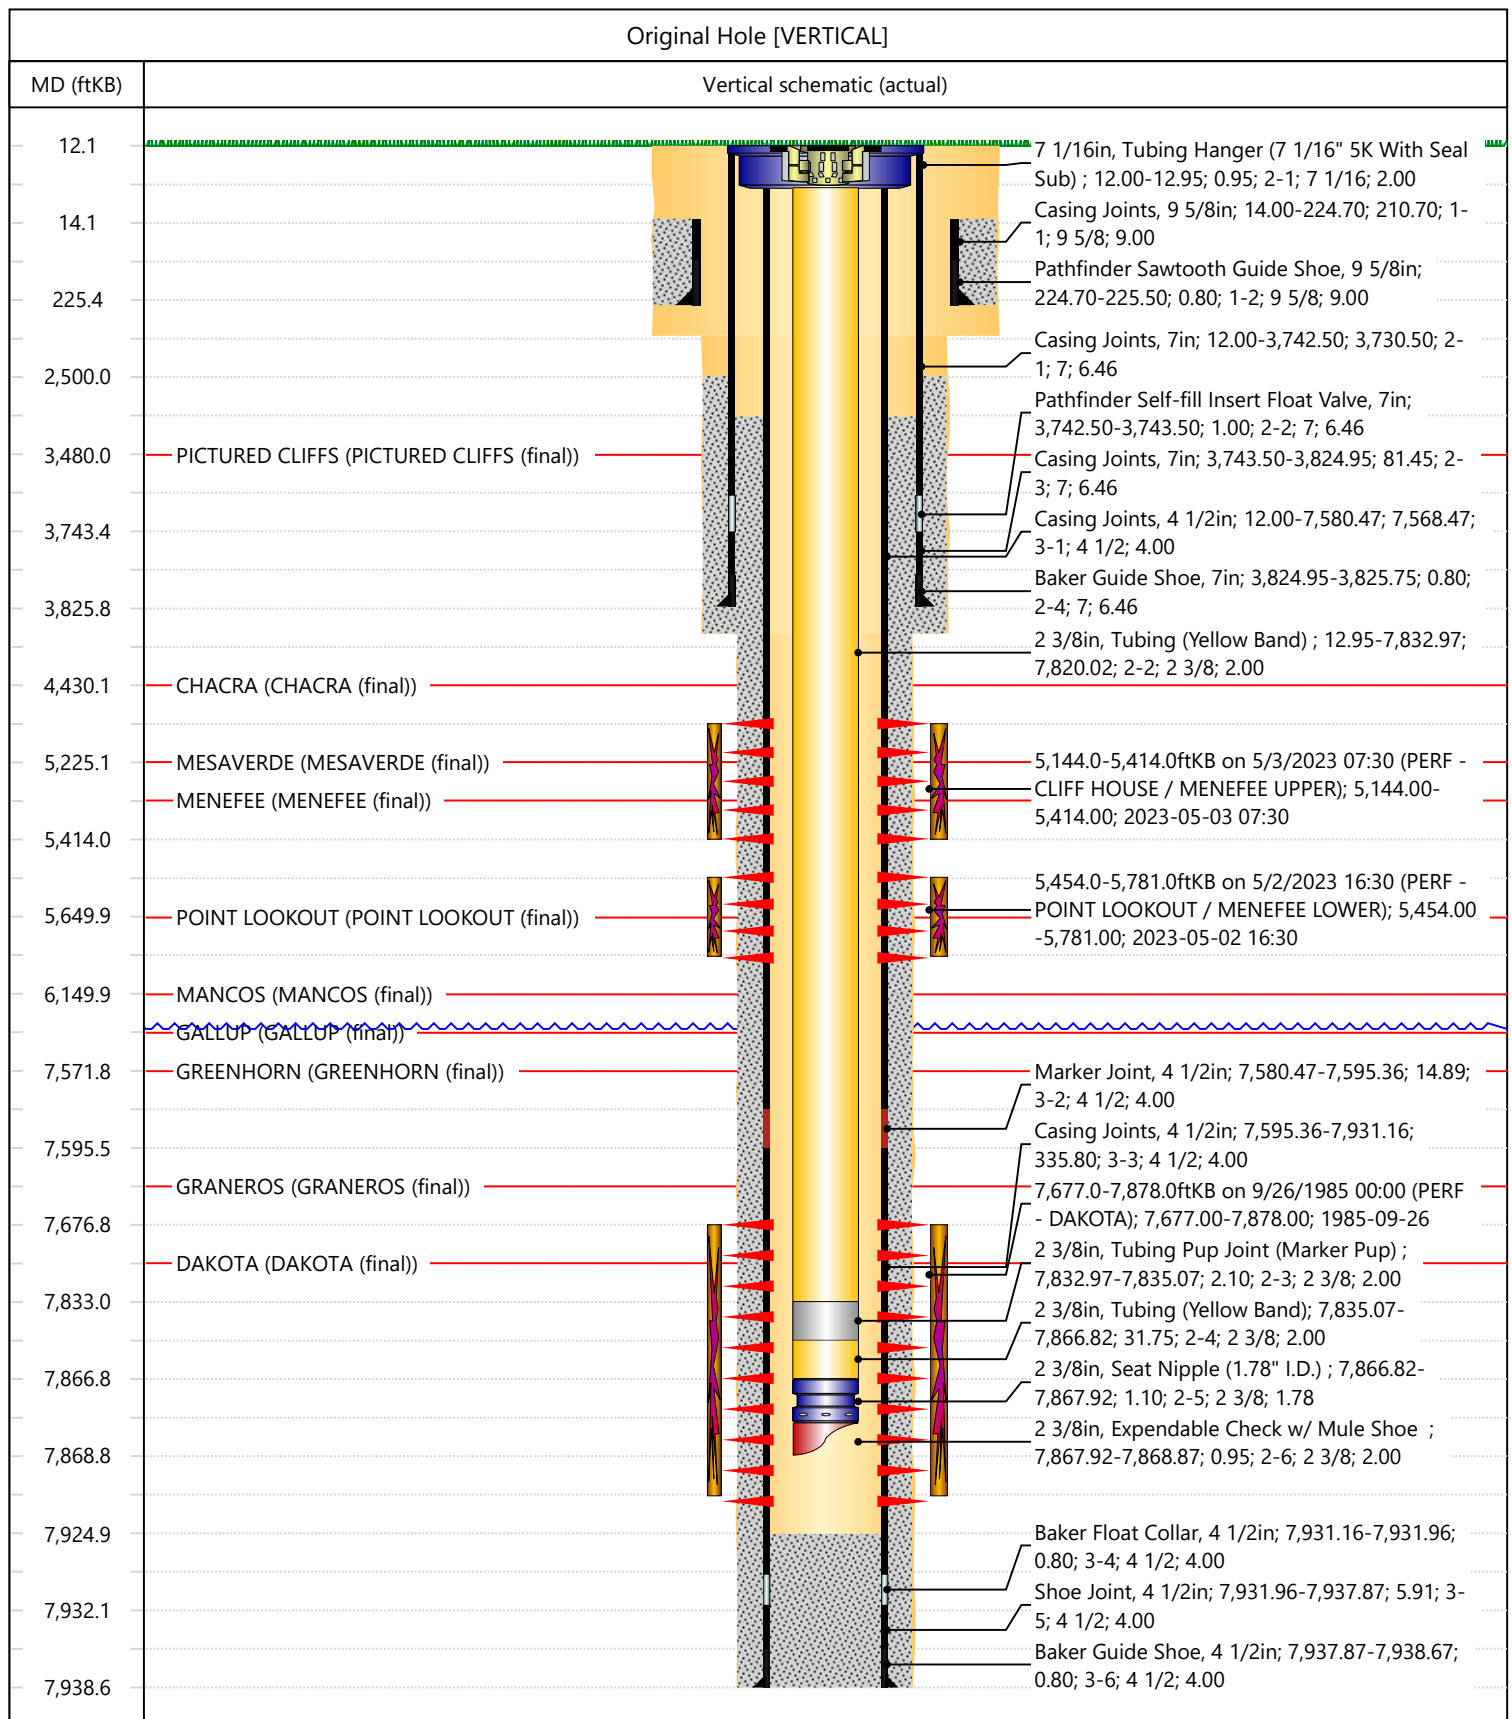 Original Hole [VERTICAL]
MD (ftKB)
Vertical schematic (actual)
12.1
14.1
225.4
2,500.0
3,480.0
3,743.4
3,825.8
4,430.1
5,225.1
5,414.0
5,649.9
6,149.9
7,571.8
7,595.5
7,676.8
7,833.0
7,866.8
7,868.8
7,924.9
7,932.1
7,938.6
PICTURED CLIFFS (PICTURED CLIFFS (final))
CHACRA (CHACRA (final))
MESAVERDE (MESAVERDE (final))
MENEFEE (MENEFEE (final))
POINT LOOKOUT (POINT LOOKOUT (final))
MANCOS (MANCOS (final))
GALLUP (GALLUP (final))
GREENHORN (GREENHORN (final))
GRANEROS (GRANEROS (final))
DAKOTA (DAKOTA (final))
7 1/16in, Tubing Hanger (7 1/16" 5K With Seal
Sub) ; 12.00-12.95; 0.95; 2-1; 7 1/16; 2.00
Casing Joints, 9 5/8in; 14.00-224.70; 210.70; 1-
1; 9 5/8; 9.00
Pathfinder Sawtooth Guide Shoe, 9 5/8in;
224.70-225.50; 0.80; 1-2; 9 5/8; 9.00
Casing Joints, 7in; 12.00-3,742.50; 3,730.50; 2-
1; 7; 6.46
Pathfinder Self-fill Insert Float Valve, 7in;
3,742.50-3,743.50; 1.00; 2-2; 7; 6.46
Casing Joints, 7in; 3,743.50-3,824.95; 81.45; 2-
3; 7; 6.46
Casing Joints, 4 1/2in; 12.00-7,580.47; 7,568.47;
3-1; 4 1/2; 4.00
Baker Guide Shoe, 7in; 3,824.95-3,825.75; 0.80;
2-4; 7; 6.46
2 3/8in, Tubing (Yellow Band) ; 12.95-7,832.97;
7,820.02; 2-2; 2 3/8; 2.00
5,144.0-5,414.0ftKB on 5/3/2023 07:30 (PERF -
CLIFF HOUSE / MENEFEE UPPER); 5,144.00-
5,414.00; 2023-05-03 07:30
5,454.0-5,781.0ftKB on 5/2/2023 16:30 (PERF -
POINT LOOKOUT / MENEFEE LOWER); 5,454.00
-5,781.00; 2023-05-02 16:30
Marker Joint, 4 1/2in; 7,580.47-7,595.36; 14.89;
3-2; 4 1/2; 4.00
Casing Joints, 4 1/2in; 7,595.36-7,931.16;
335.80; 3-3; 4 1/2; 4.00
7,677.0-7,878.0ftKB on 9/26/1985 00:00 (PERF
- DAKOTA); 7,677.00-7,878.00; 1985-09-26
2 3/8in, Tubing Pup Joint (Marker Pup) ;
7,832.97-7,835.07; 2.10; 2-3; 2 3/8; 2.00
2 3/8in, Tubing (Yellow Band); 7,835.07-
7,866.82; 31.75; 2-4; 2 3/8; 2.00
2 3/8in, Seat Nipple (1.78" I.D.) ; 7,866.82-
7,867.92; 1.10; 2-5; 2 3/8; 1.78
2 3/8in, Expendable Check w/ Mule Shoe ;
7,867.92-7,868.87; 0.95; 2-6; 2 3/8; 2.00
Baker Float Collar, 4 1/2in; 7,931.16-7,931.96;
0.80; 3-4; 4 1/2; 4.00
Shoe Joint, 4 1/2in; 7,931.96-7,937.87; 5.91; 3-
5; 4 1/2; 4.00
Baker Guide Shoe, 4 1/2in; 7,937.87-7,938.67;
0.80; 3-6; 4 1/2; 4.00